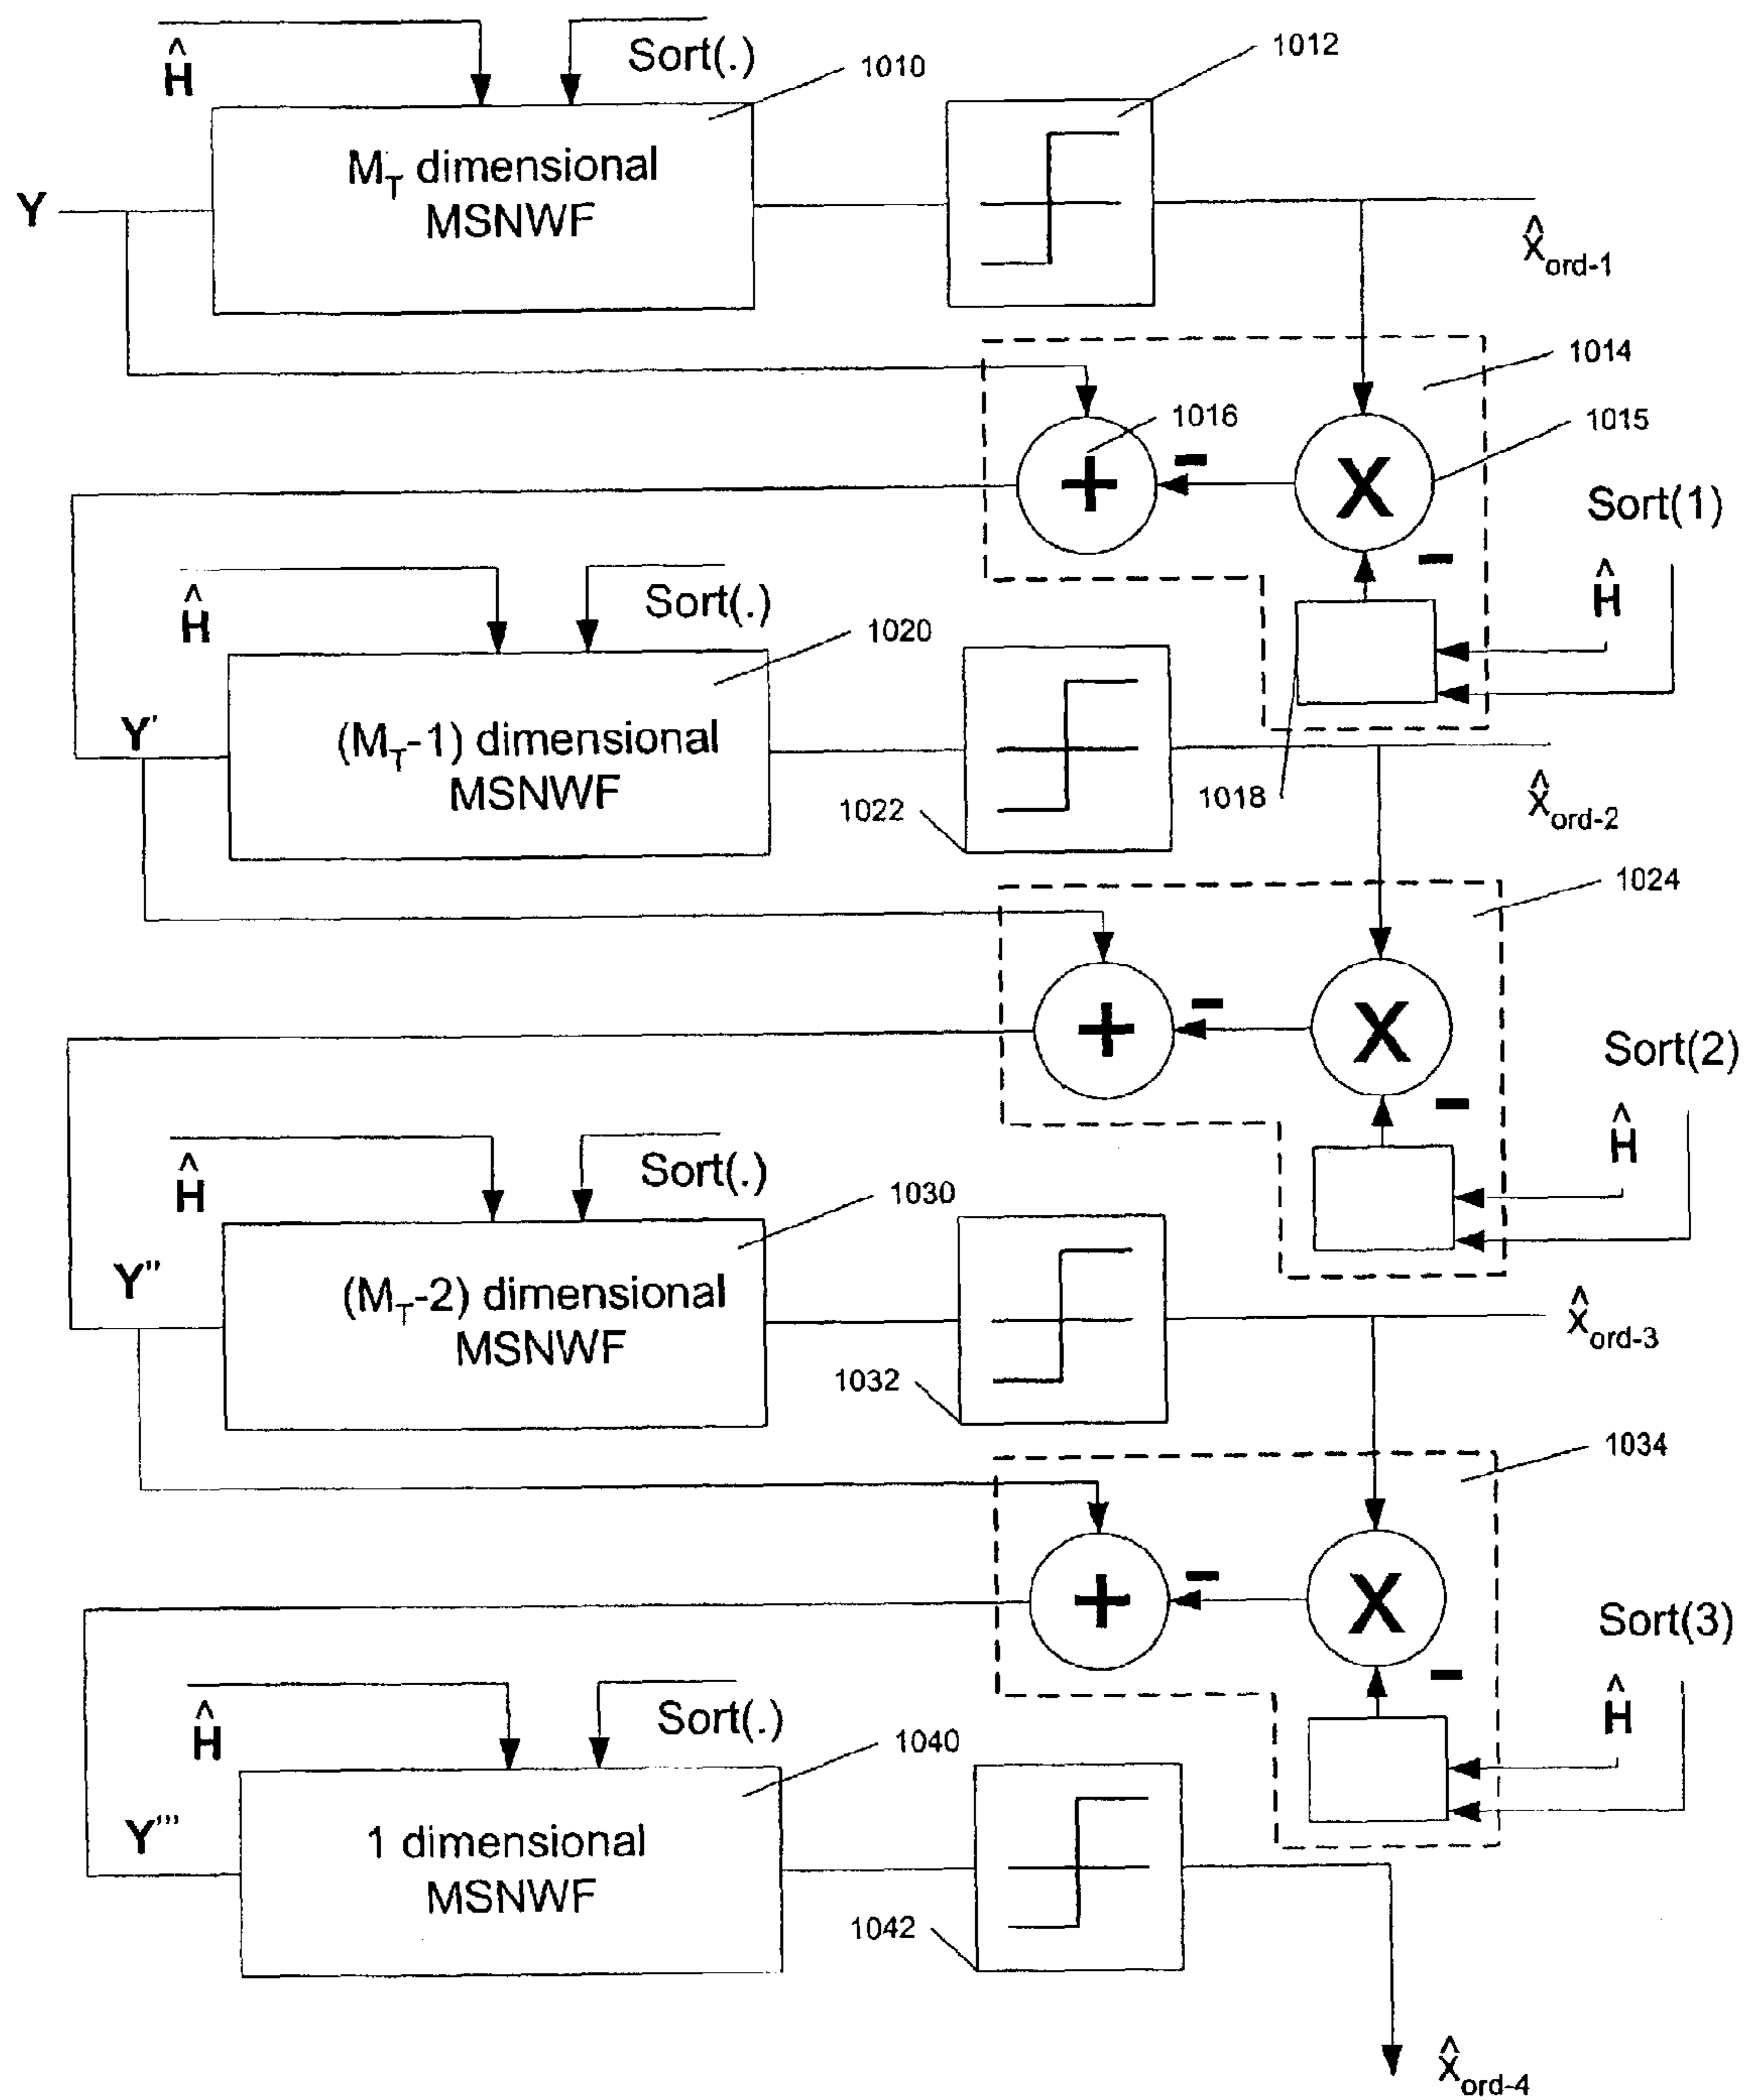 Ĥ
Sort(.)
1010
1012
M_T dimensional
MSNWF
Y
x̂_ord-1
1014
1016
1015
+
-
X
Sort(1)
-
Ĥ
Ĥ
Sort(.)
1020
Y'
(M_T-1) dimensional
MSNWF
1022
1018
x̂_ord-2
1024
+
-
X
Sort(2)
-
Ĥ
Ĥ
Sort(.)
1030
Y''
(M_T-2) dimensional
MSNWF
1032
x̂_ord-3
1034
+
-
X
Sort(3)
-
Ĥ
Ĥ
Sort(.)
1040
Y'''
1 dimensional
MSNWF
1042
x̂_ord-4